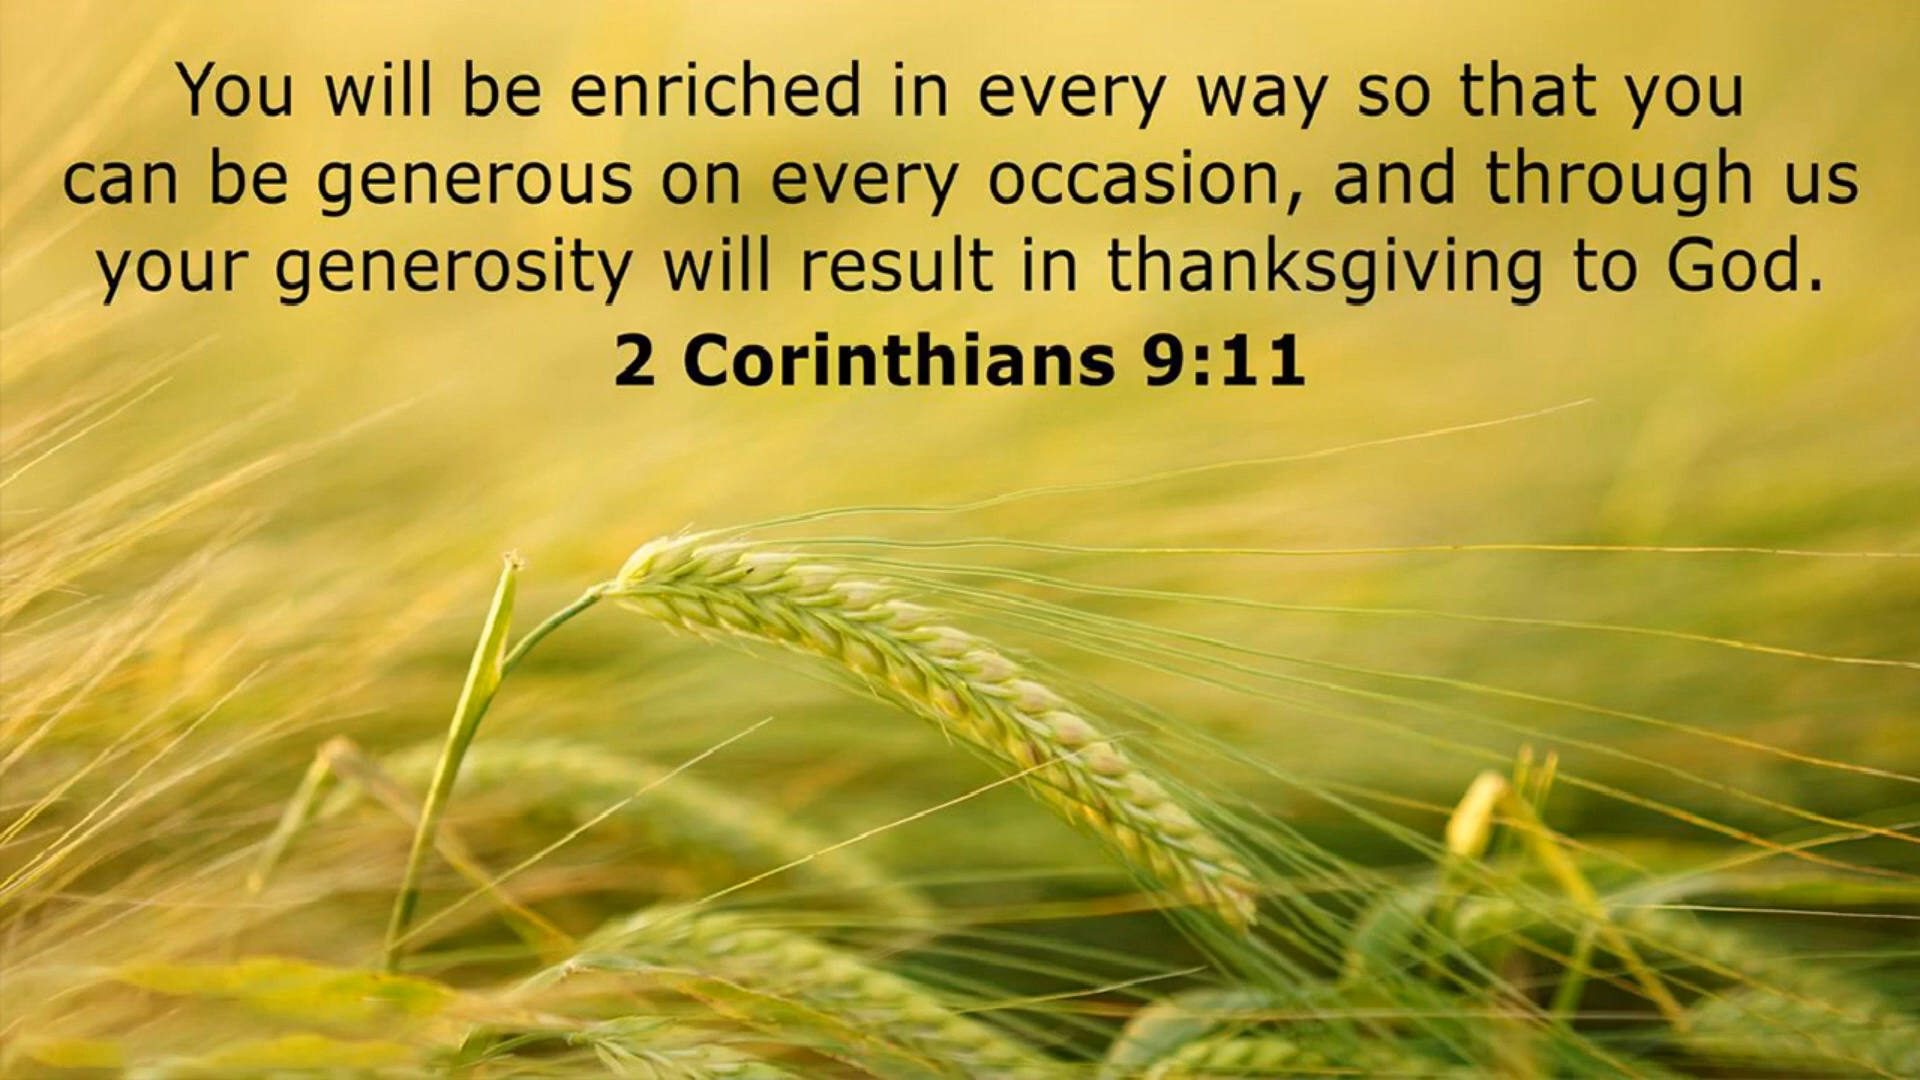 You will be enriched in every way so that you
can be generous on every occasion, and through us
your generosity will result in thanksgiving to God.
2 Corinthians 9:11